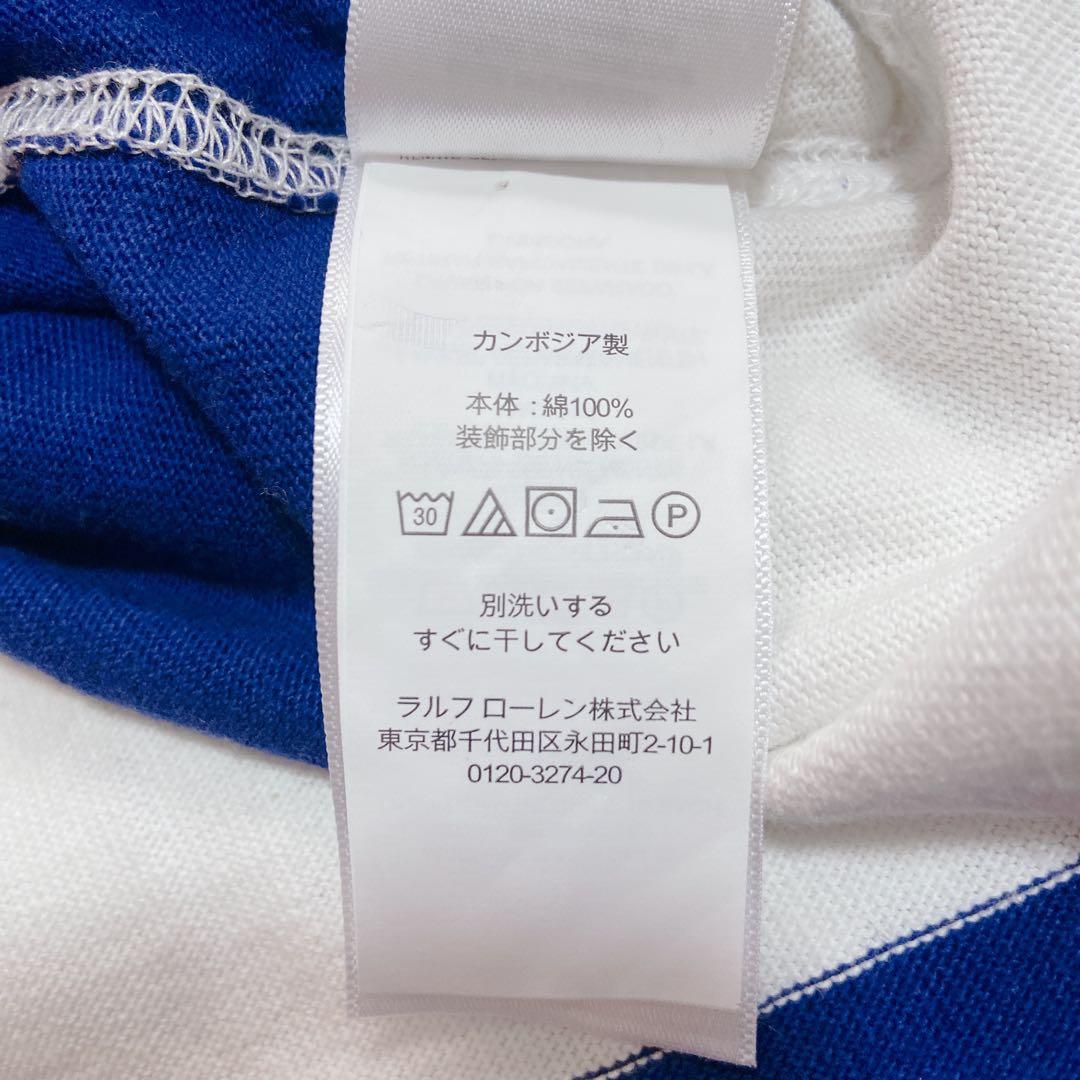 カンボジア製
本体 : 綿100%
装飾部分を除く
30 P
別洗いする
すぐに干してください
ラルフ ローレン株式会社
東京都千代田区永田町2-10-1
0120-3274-20